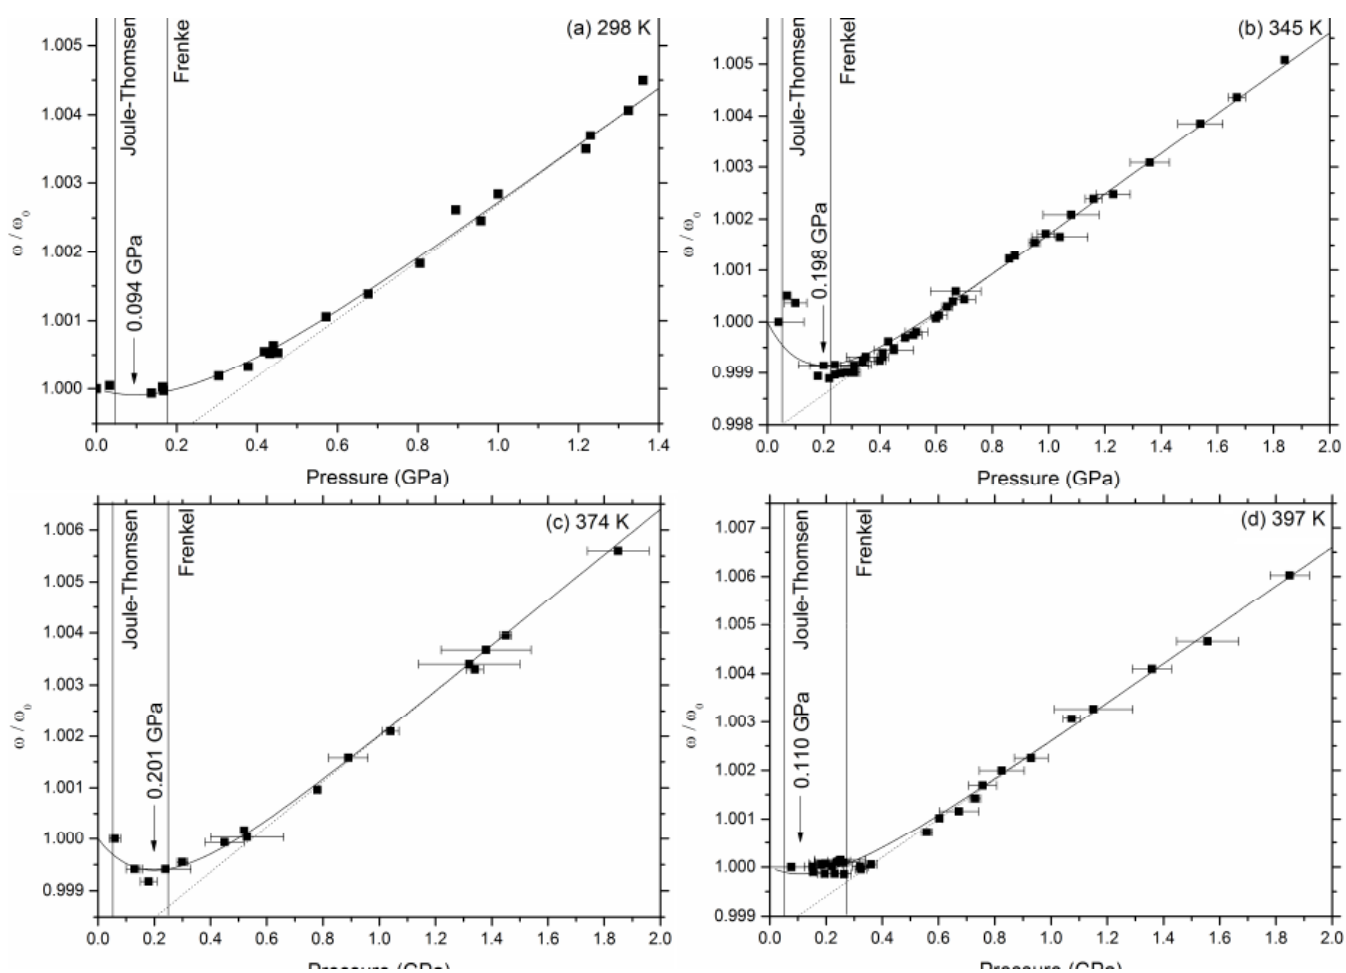 (a) 298 K
Joule-Thomsen
Frenke
0.094 GPa
1.005
1.004
1.003
1.002
1.001
1.000
ω / ω₀
0.0 0.2 0.4 0.6 0.8 1.0 1.2 1.4
Pressure (GPa)
(b) 345 K
Joule-Thomsen
Frenkel
0.198 GPa
1.005
1.004
1.003
1.002
1.001
1.000
0.999
0.998
ω / ω₀
0.0 0.2 0.4 0.6 0.8 1.0 1.2 1.4 1.6 1.8 2.0
Pressure (GPa)
(c) 374 K
Joule-Thomsen
Frenkel
0.201 GPa
1.006
1.005
1.004
1.003
1.002
1.001
1.000
0.999
ω / ω₀
0.0 0.2 0.4 0.6 0.8 1.0 1.2 1.4 1.6 1.8 2.0
Pressure (GPa)
(d) 397 K
Joule-Thomsen
Frenkel
0.110 GPa
1.007
1.006
1.005
1.004
1.003
1.002
1.001
1.000
0.999
ω / ω₀
0.0 0.2 0.4 0.6 0.8 1.0 1.2 1.4 1.6 1.8 2.0
Pressure (GPa)